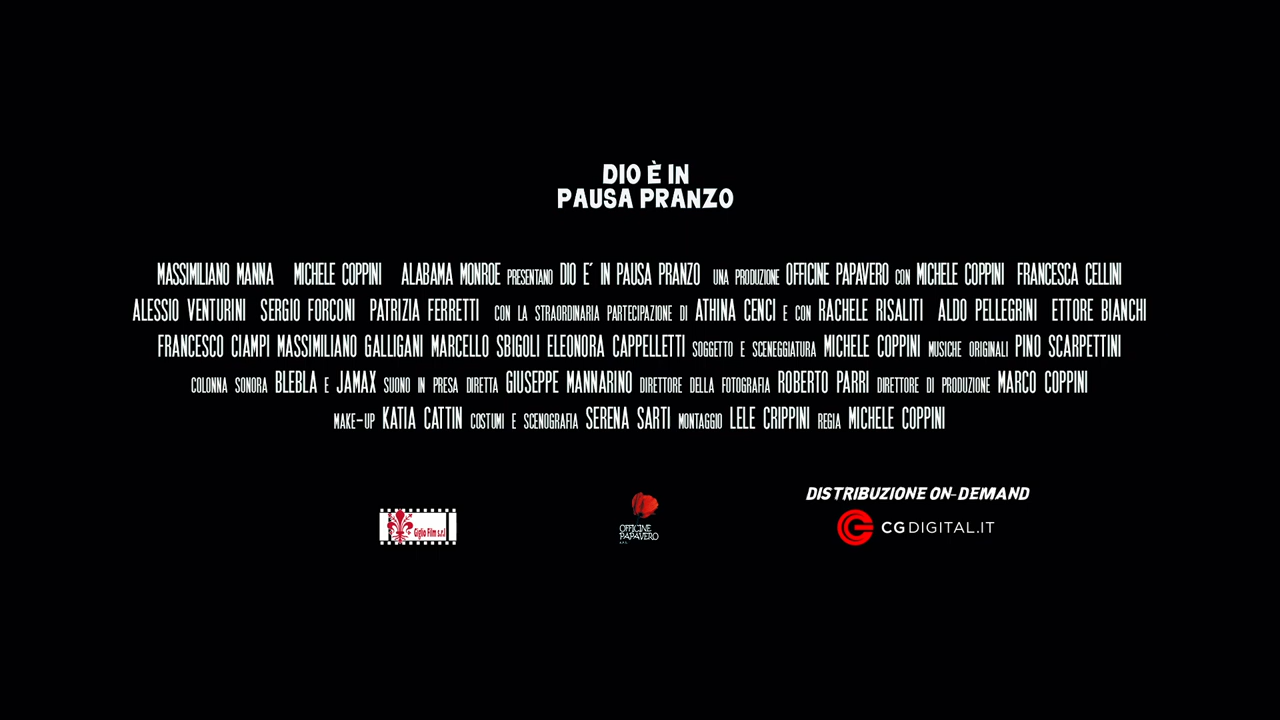 DIO È IN
PAUSA PRANZO
MASSIMILIANO MANNA MICHELE COPPINI ALABAMA MONROE PRESENTANO DIO E' IN PAUSA PRANZO UNA PRODUZIONE OFFICINE PAPAVERO CON MICHELE COPPINI FRANCESCA CELLINI
ALESSIO VENTURINI SERGIO FORCONI PATRIZIA FERRETTI CON LA STRAORDINARIA PARTECIPAZIONE DI ATHINA CENCI E CON RACHELE RISALITI ALDO PELLEGRINI ETTORE BIANCHI
FRANCESCO CIAMPI MASSIMILIANO GALLIGANI MARCELLO SBIGOLI ELEONORA CAPPELLETTI SOGGETTO E SCENEGGIATURA MICHELE COPPINI MUSICHE ORIGINALI PINO SCARPETTINI
COLONNA SONORA BLEBLA E JAMAX SUONO IN PRESA DIRETTA GIUSEPPE MANNARINO DIRETTORE DELLA FOTOGRAFIA ROBERTO PARRI DIRETTORE DI PRODUZIONE MARCO COPPINI
MAKE-UP KATIA CATTIN COSTUMI E SCENOGRAFIA SERENA SARTI MONTAGGIO LELE CRIPPINI REGIA MICHELE COPPINI
Giglio Film s.r.l
OFFICINE
PAPAVERO
DISTRIBUZIONE ON-DEMAND
CGDIGITAL.IT